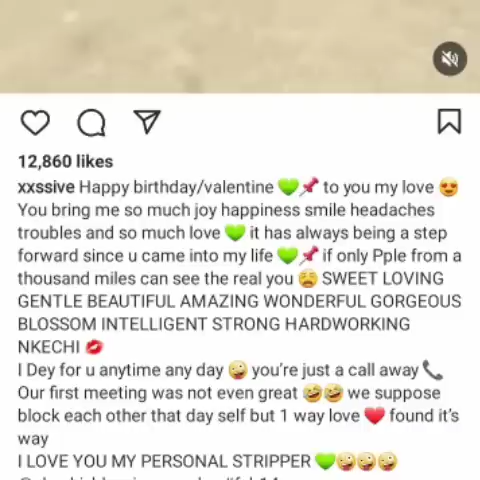 12,860 likes
xxssive Happy birthday/valentine 💚📌 to you my love 😍
You bring me so much joy happiness smile headaches
troubles and so much love 💚 it has always being a step
forward since u came into my life 💚📌 if only Pple from a
thousand miles can see the real you 😩 SWEET LOVING
GENTLE BEAUTIFUL AMAZING WONDERFUL GORGEOUS
BLOSSOM INTELLIGENT STRONG HARDWORKING
NKECHI 💋
I Dey for u anytime any day 🤪 you're just a call away 📞
Our first meeting was not even great 🤣🤣 we suppose
block each other that day self but 1 way love ❤️ found it's
way
I LOVE YOU MY PERSONAL STRIPPER 💚🤪🤪🤪